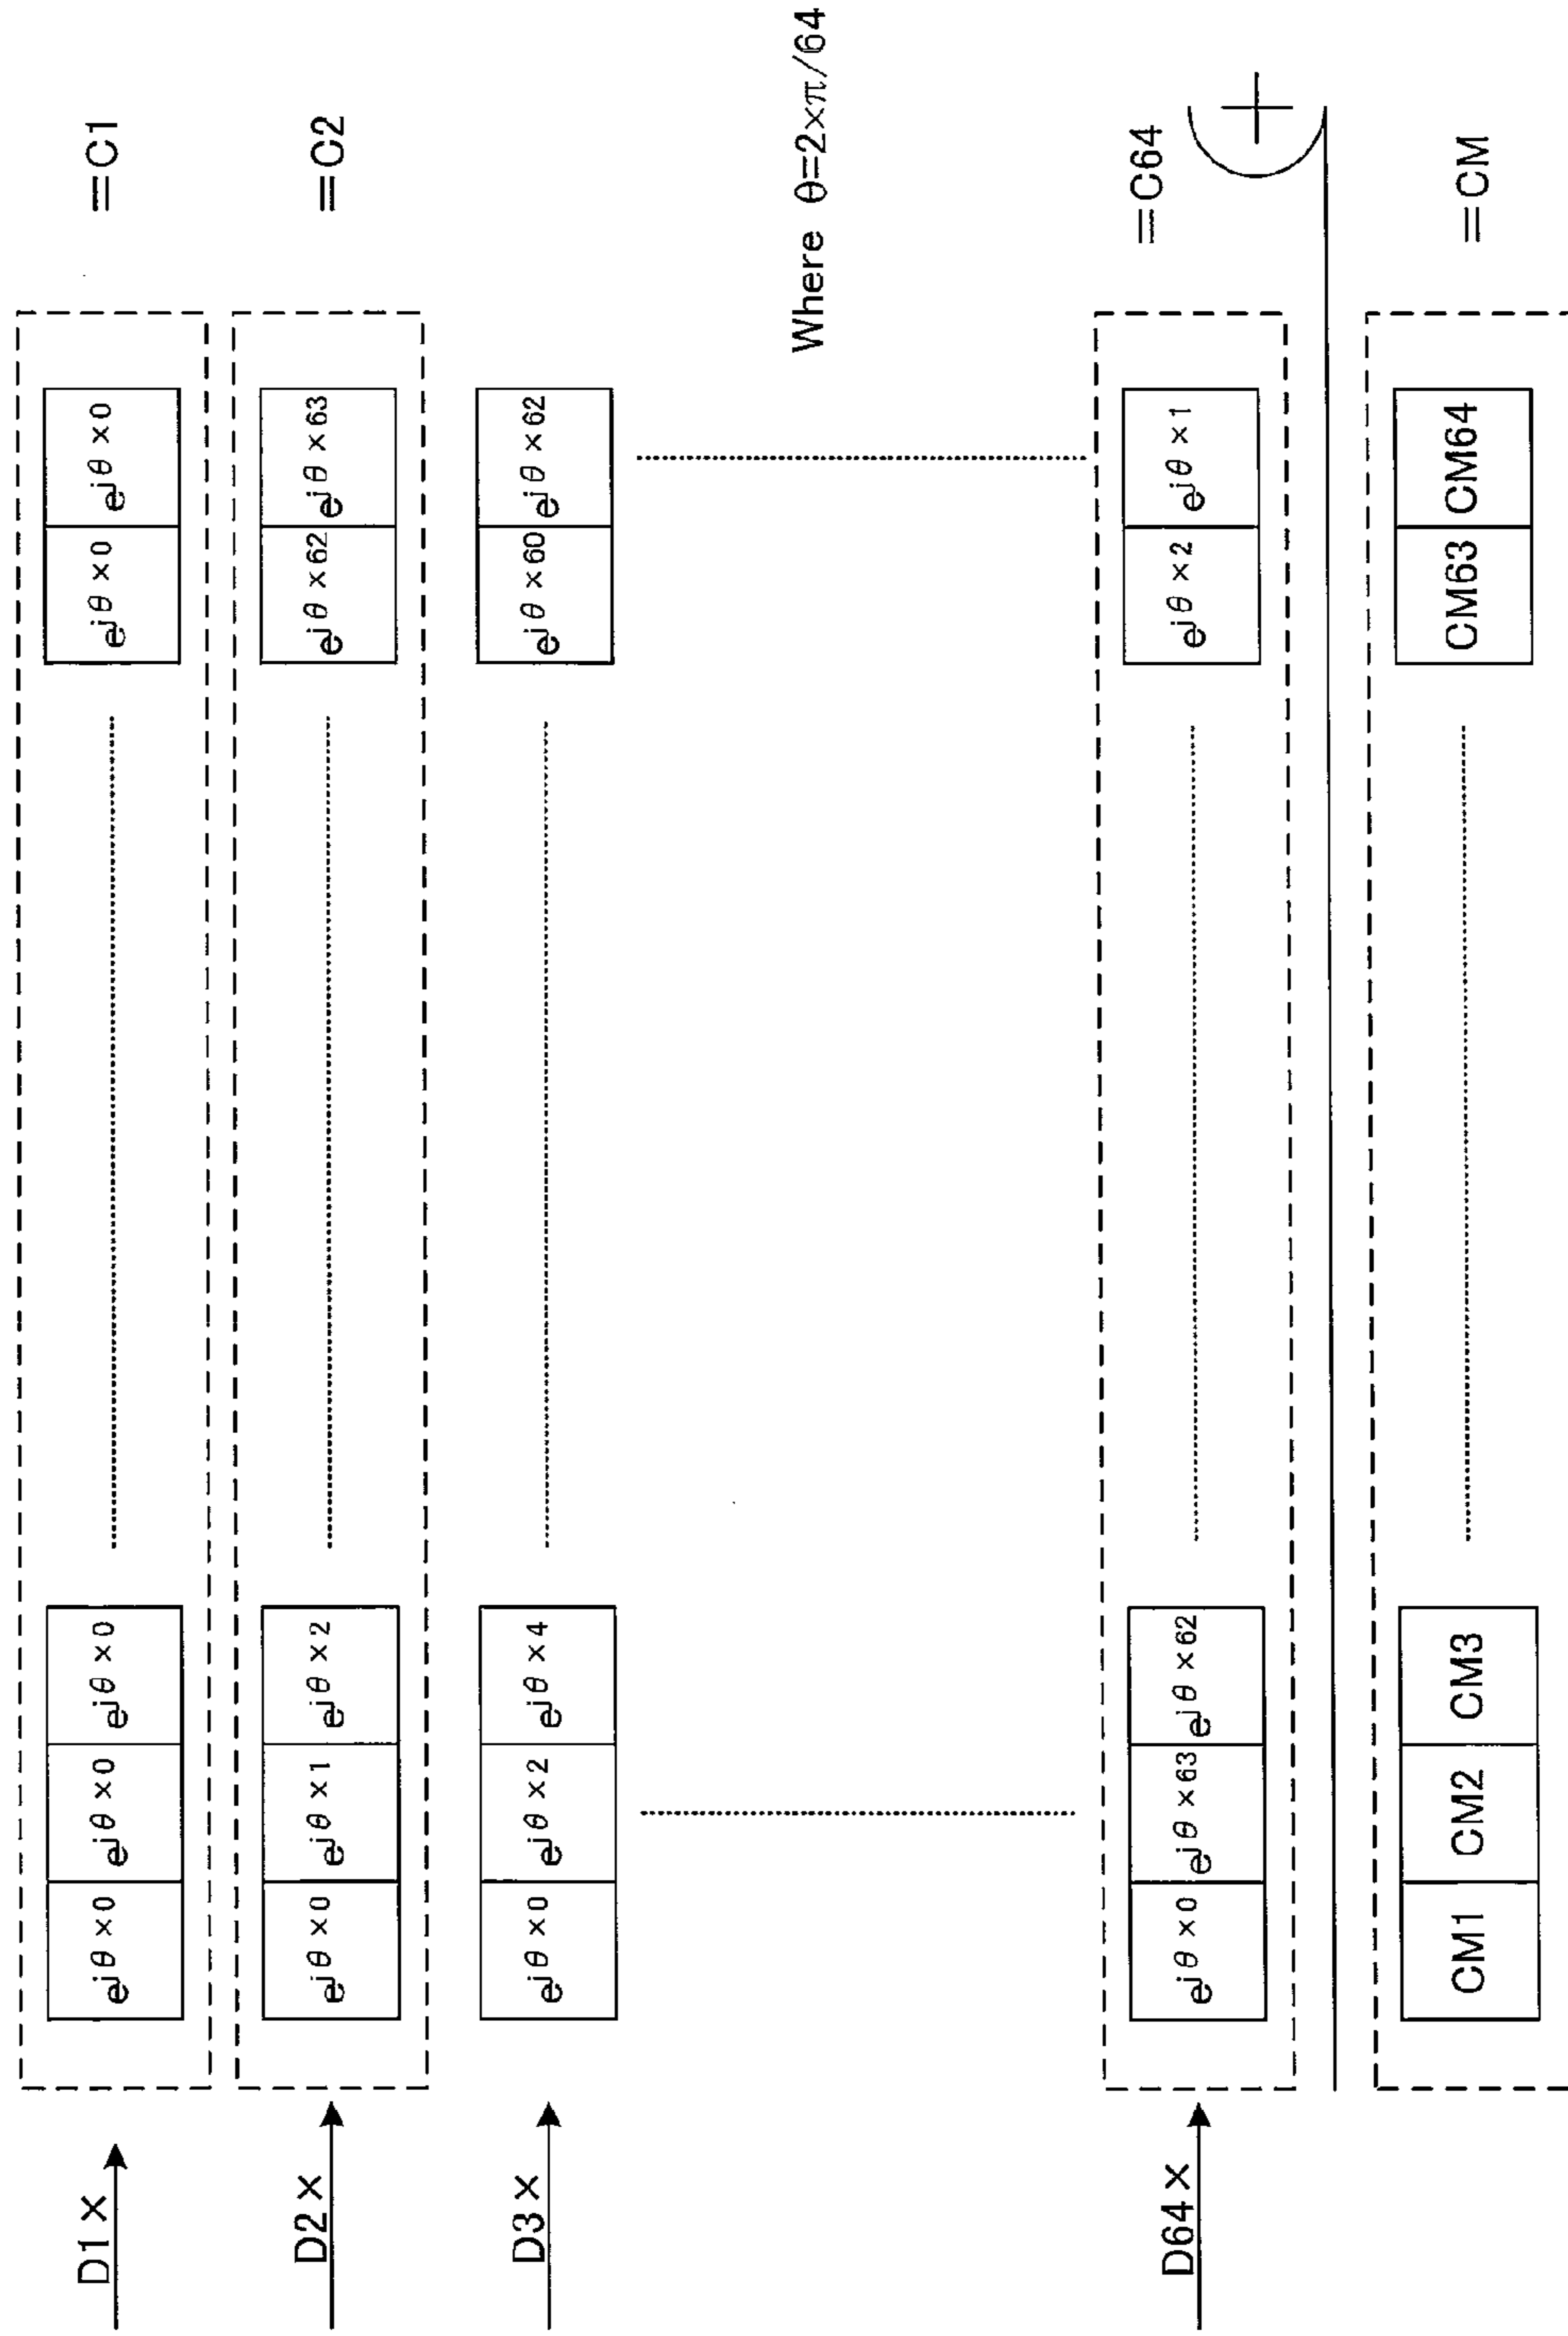 D1× e^jθ×0 e^jθ×0 e^jθ×0 e^jθ×0 e^jθ×0 =C1
D2× e^jθ×0 e^jθ×1 e^jθ×2 e^jθ×62 e^jθ×63 =C2
D3× e^jθ×0 e^jθ×2 e^jθ×4 e^jθ×60 e^jθ×62
Where θ=2×π/64
D64× e^jθ×0 e^jθ×63 e^jθ×62 e^jθ×2 e^jθ×1 =C64
+
CM1 CM2 CM3 CM63 CM64 =CM